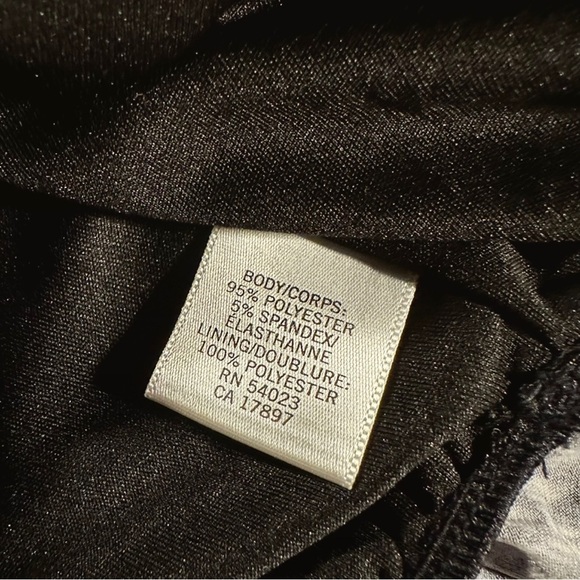 BODY/CORPS:
95% POLYESTER
5% SPANDEX/
ÉLASTHANNE
LINING/DOUBLURE:
100% POLYESTER
RN 54023
CA 17897